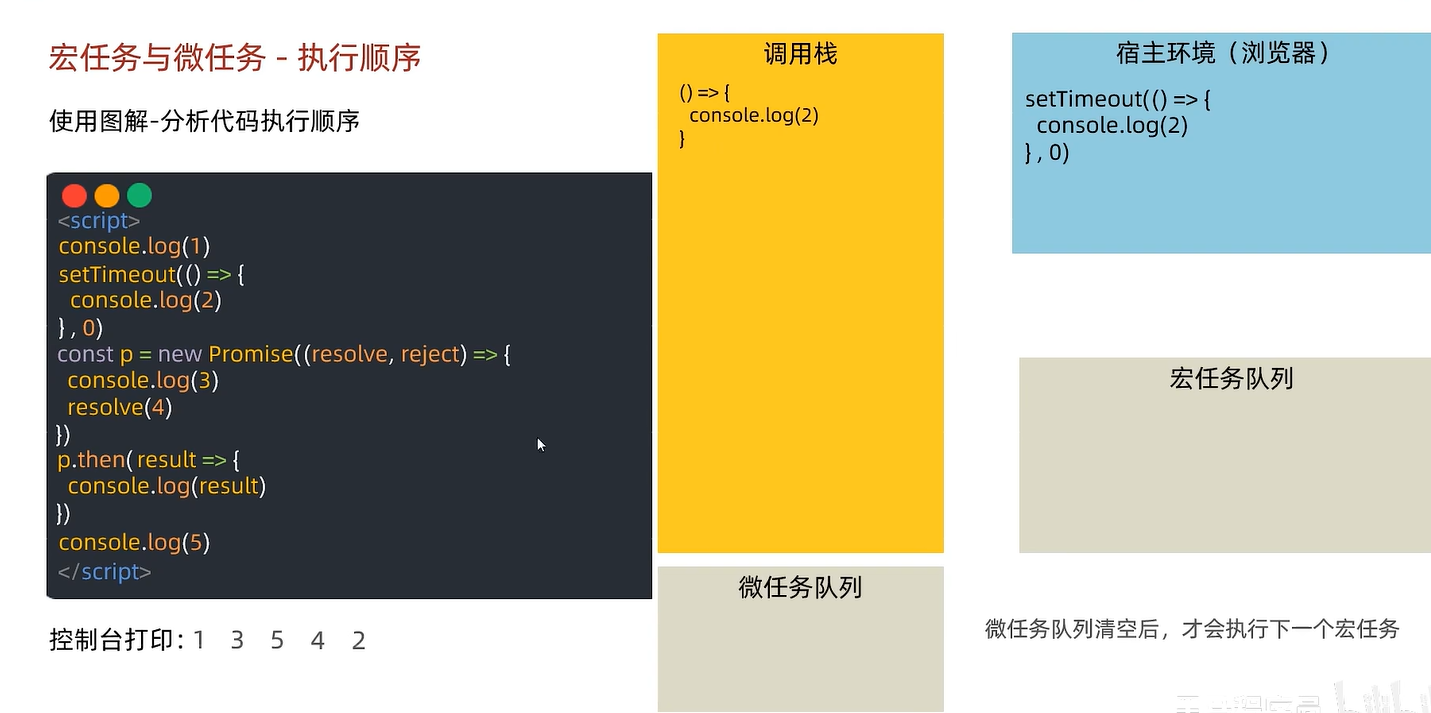 宏任务与微任务 - 执行顺序
使用图解-分析代码执行顺序
<script>
console.log(1)
setTimeout(() => {
  console.log(2)
} , 0)
const p = new Promise((resolve, reject) => {
  console.log(3)
  resolve(4)
})
p.then( result => {
  console.log(result)
})
console.log(5)
</script>
控制台打印：1 3 5 4 2
调用栈
() => {
  console.log(2)
}
微任务队列
宿主环境（浏览器）
setTimeout(() => {
  console.log(2)
} , 0)
宏任务队列
微任务队列清空后，才会执行下一个宏任务